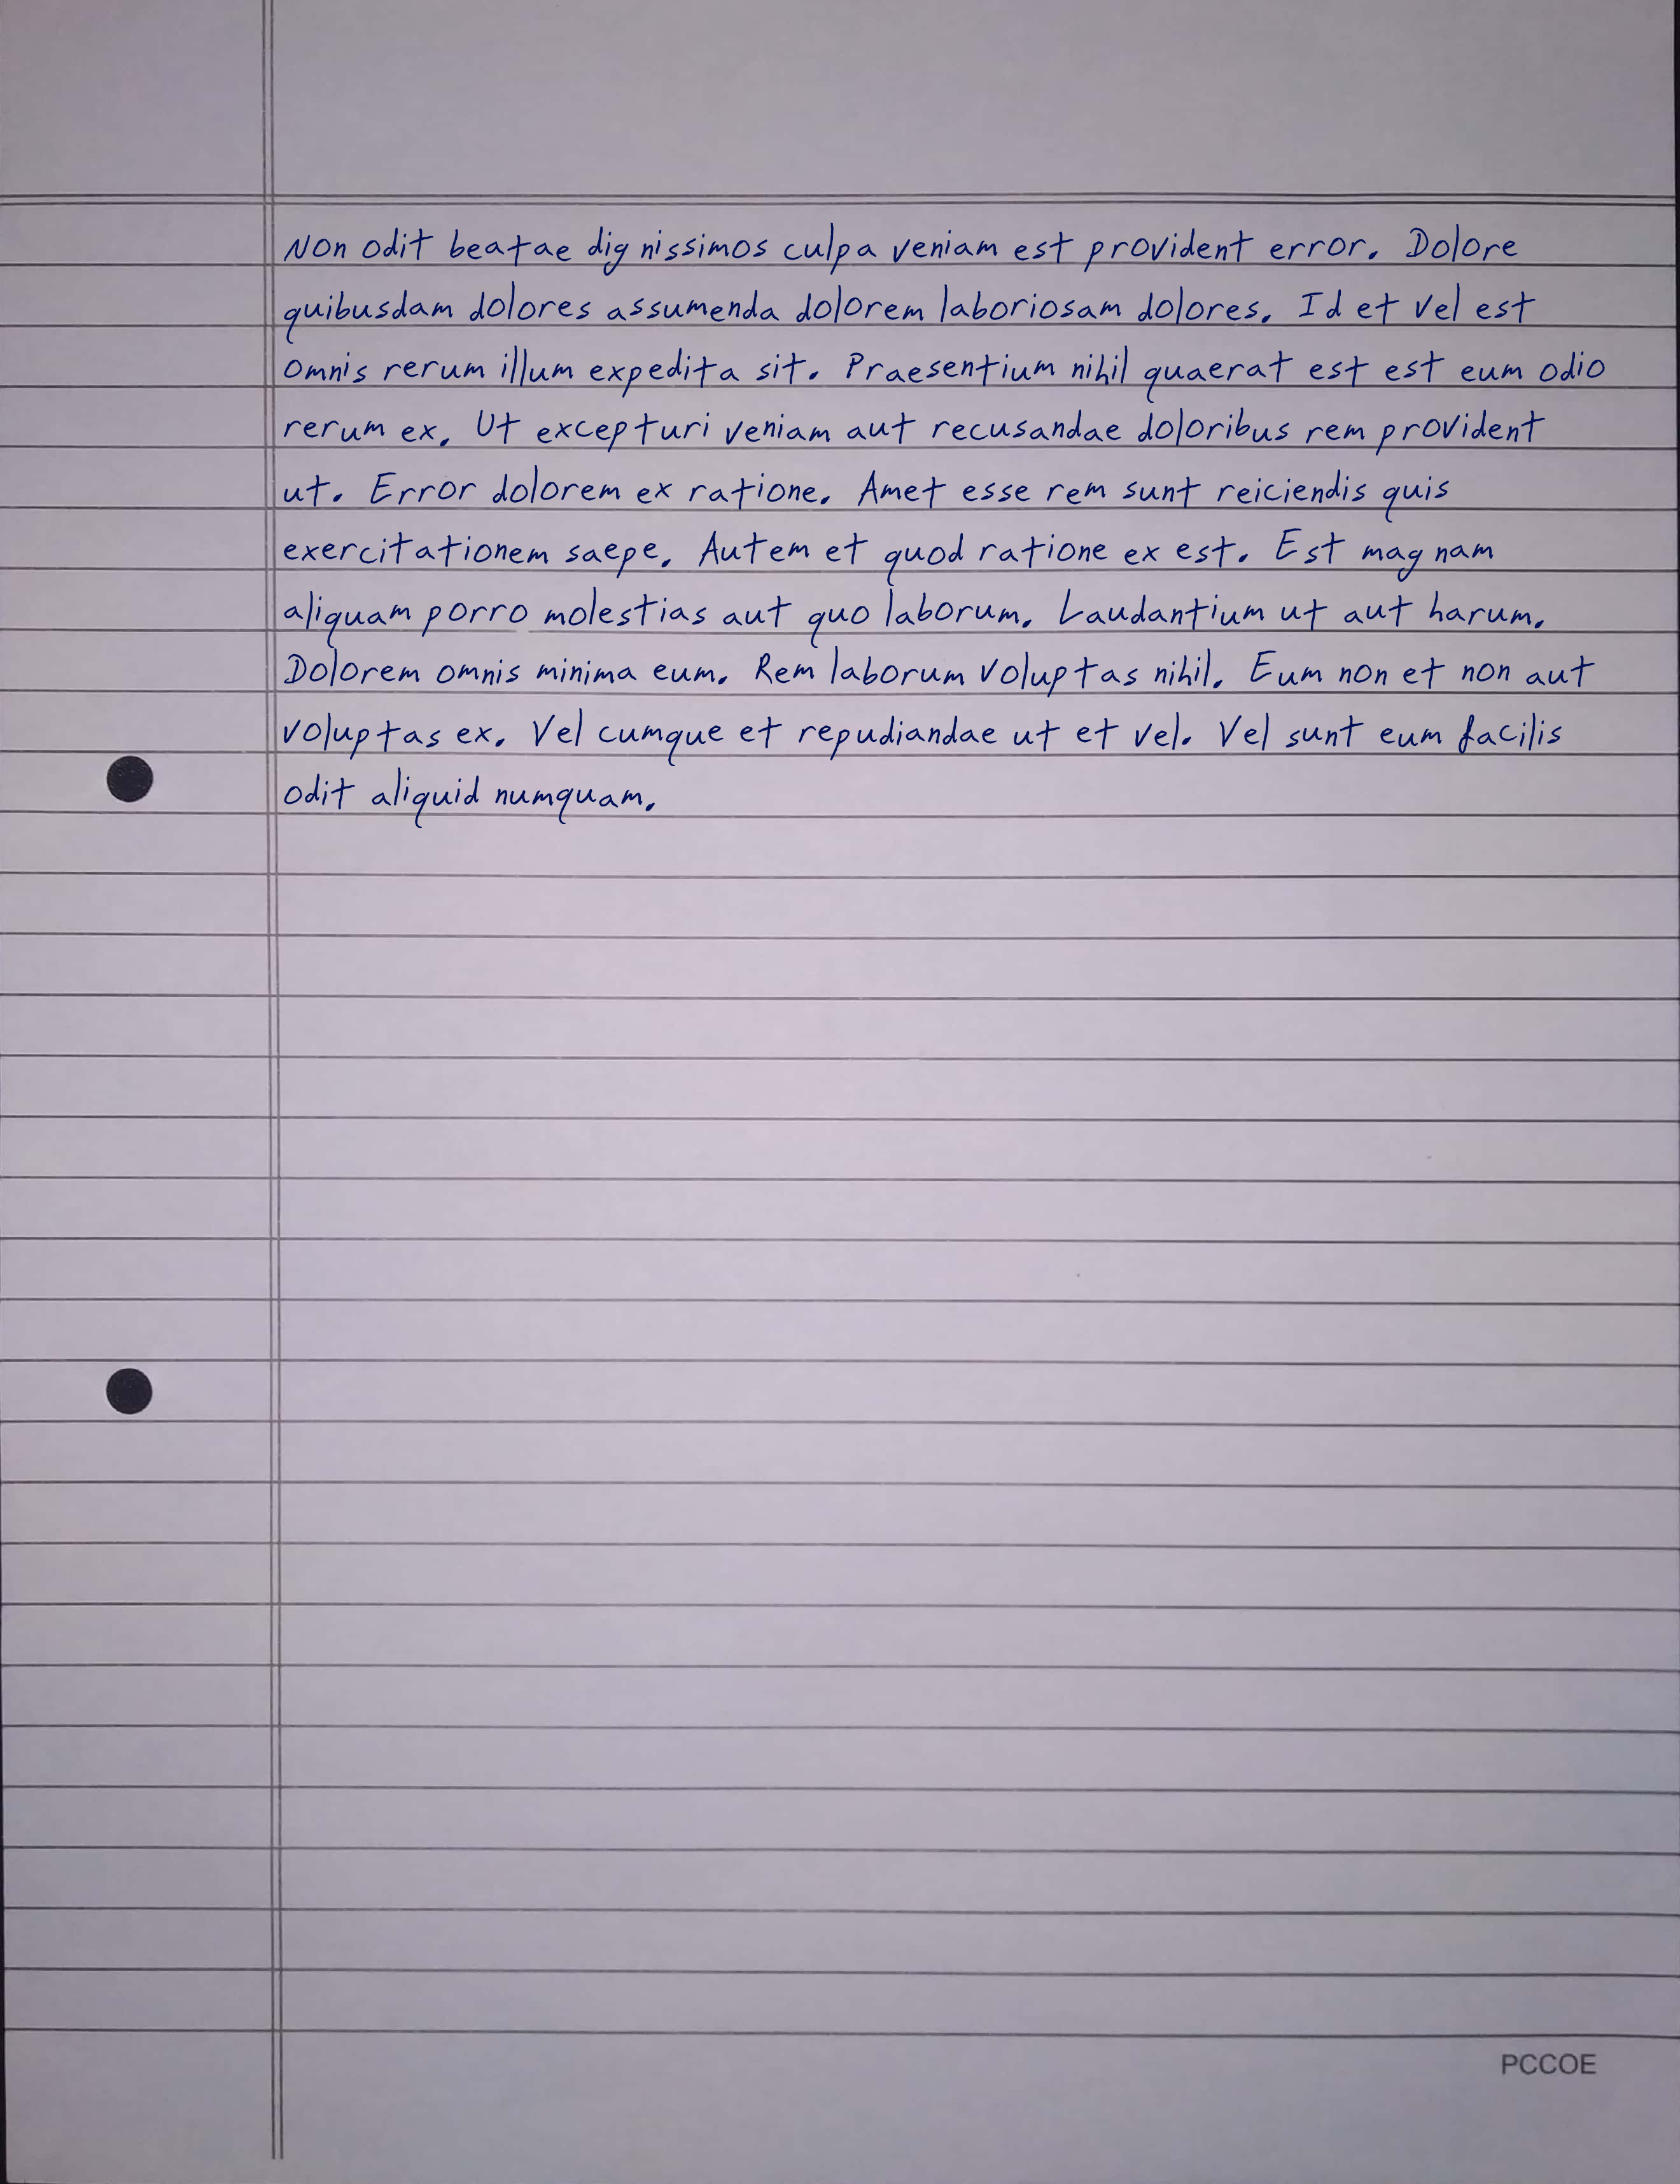 Non odit beatae dignissimos culpa veniam est provident error. Dolore
quibusdam dolores assumenda dolorem laboriosam dolores. Id et vel est
omnis rerum illum expedita sit. Praesentium nihil quaerat est est eum odio
rerum ex. Ut excepturi veniam aut recusandae doloribus rem provident
ut. Error dolorem ex ratione. Amet esse rem sunt reiciendis quis
exercitationem saepe. Autem et quod ratione ex est. Est magnam
aliquam porro molestias aut quo laborum. Laudantium ut aut harum.
Dolorem omnis minima eum. Rem laborum voluptas nihil. Eum non et non aut
voluptas ex. Vel cumque et repudiandae ut et vel. Vel sunt eum facilis
odit aliquid numquam.
PCCOE